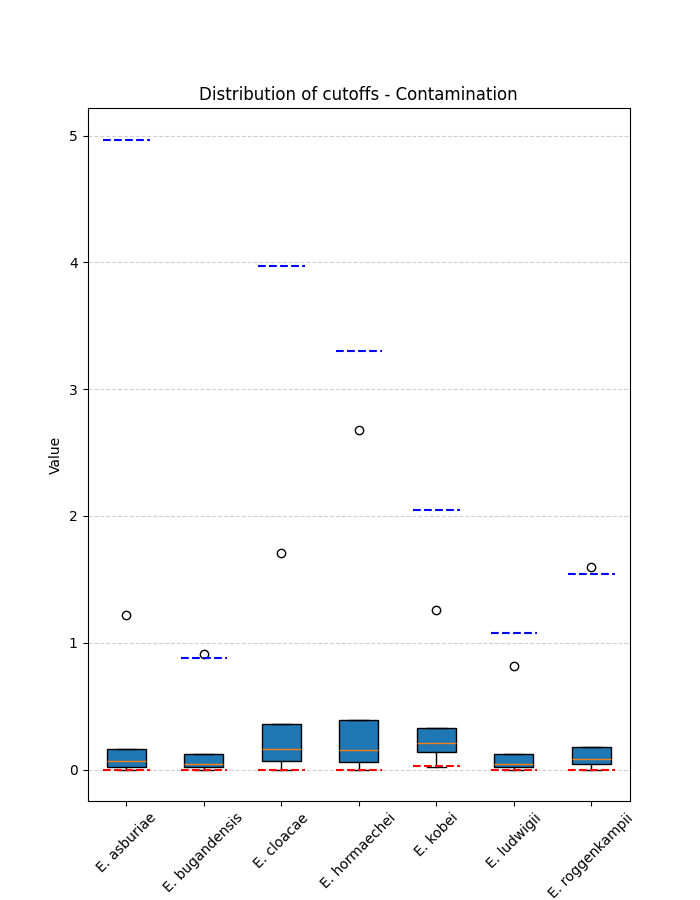 Distribution of cutoffs - Contamination
Value
5
4
3
2
1
0
E. asburiae
E. bugandensis
E. cloacae
E. hormaechei
E. kobei
E. ludwigii
E. roggenkampii